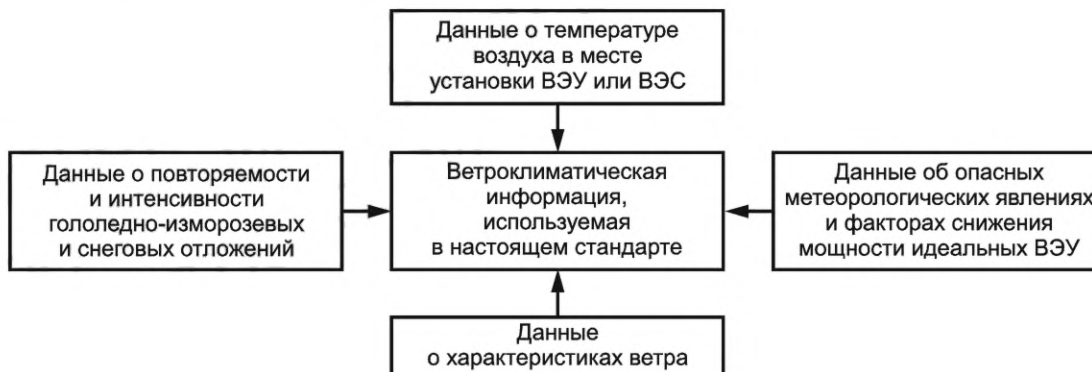 Данные о температуре
воздуха в месте
установки ВЭУ или ВЭС
Данные о повторяемости
и интенсивности
гололедно-изморозевых
и снеговых отложений
Ветроклиматическая
информация,
используемая
в настоящем стандарте
Данные об опасных
метеорологических явлениях
и факторах снижения
мощности идеальных ВЭУ
Данные
о характеристиках ветра